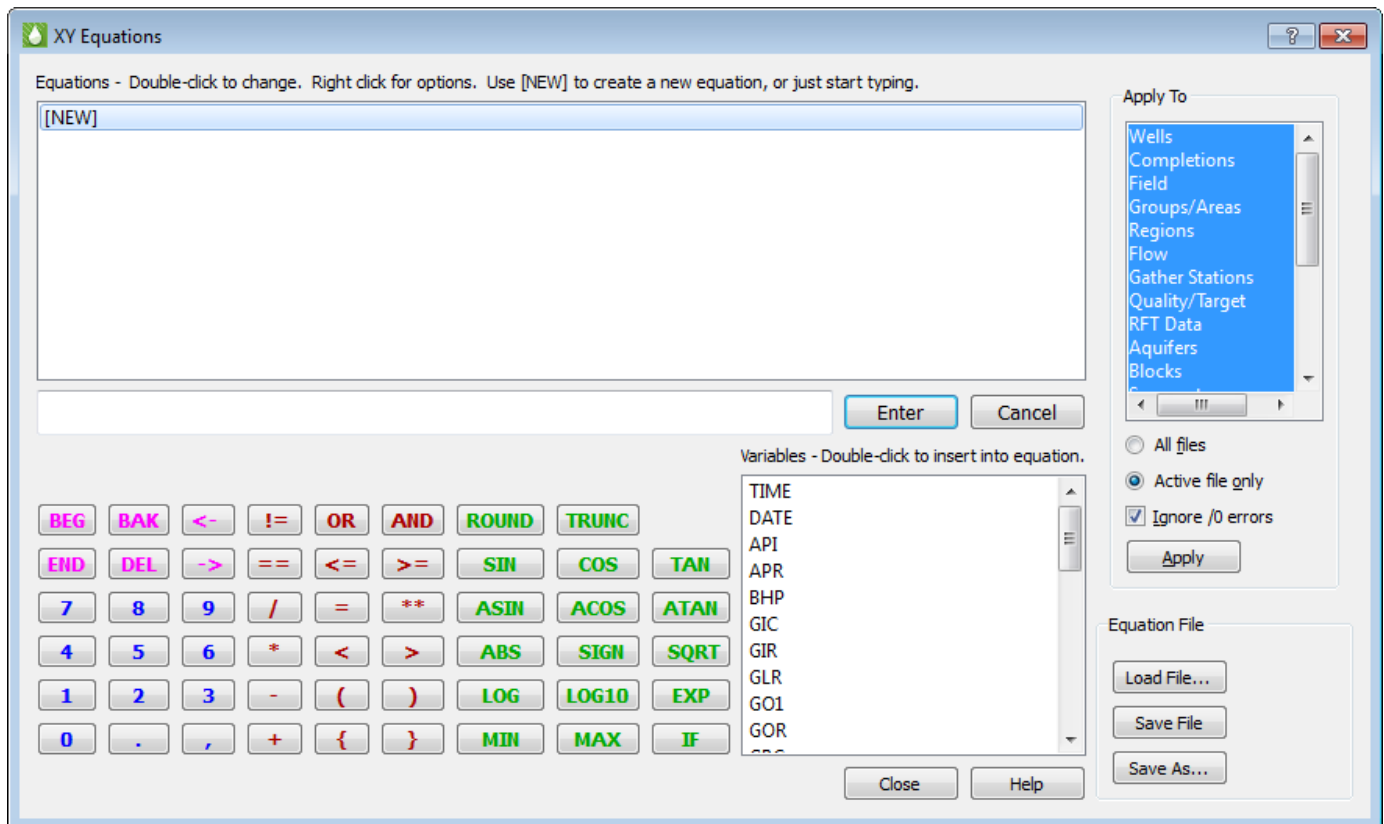 XY Equations
Equations - Double-click to change. Right click for options. Use [NEW] to create a new equation, or just start typing.
[NEW]
Enter
Cancel
Variables - Double-click to insert into equation.
TIME
DATE
API
APR
BHP
GIC
GIR
GLR
GO1
GOR
BEG BAK <- != OR AND ROUND TRUNC
END DEL -> == <= >= SIN COS TAN
7 8 9 / = ** ASIN ACOS ATAN
4 5 6 * < > ABS SIGN SQRT
1 2 3 - ( ) LOG LOG10 EXP
0 . , + { } MIN MAX IF
Close
Help
Apply To
Wells
Completions
Field
Groups/Areas
Regions
Flow
Gather Stations
Quality/Target
RFT Data
Aquifers
Blocks
All files
Active file only
Ignore /0 errors
Apply
Equation File
Load File...
Save File
Save As...